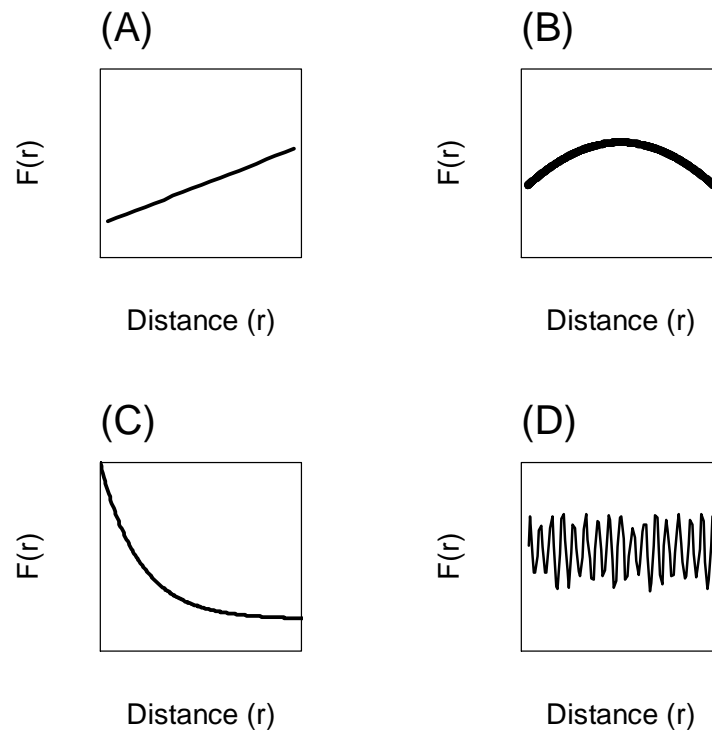 (A)
F(r)
Distance (r)
(B)
F(r)
Distance (r)
(C)
F(r)
Distance (r)
(D)
F(r)
Distance (r)